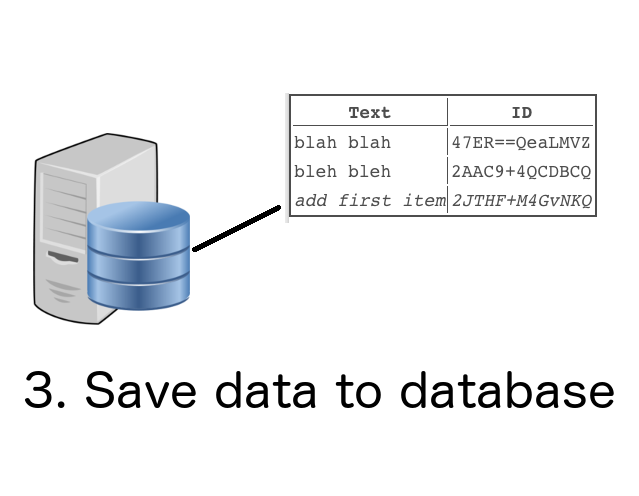 Text ID
blah blah 47ER==QeaLMVZ
bleh bleh 2AAC9+4QCDBCQ
add first item 2JTHF+M4GvNKQ
3. Save data to database